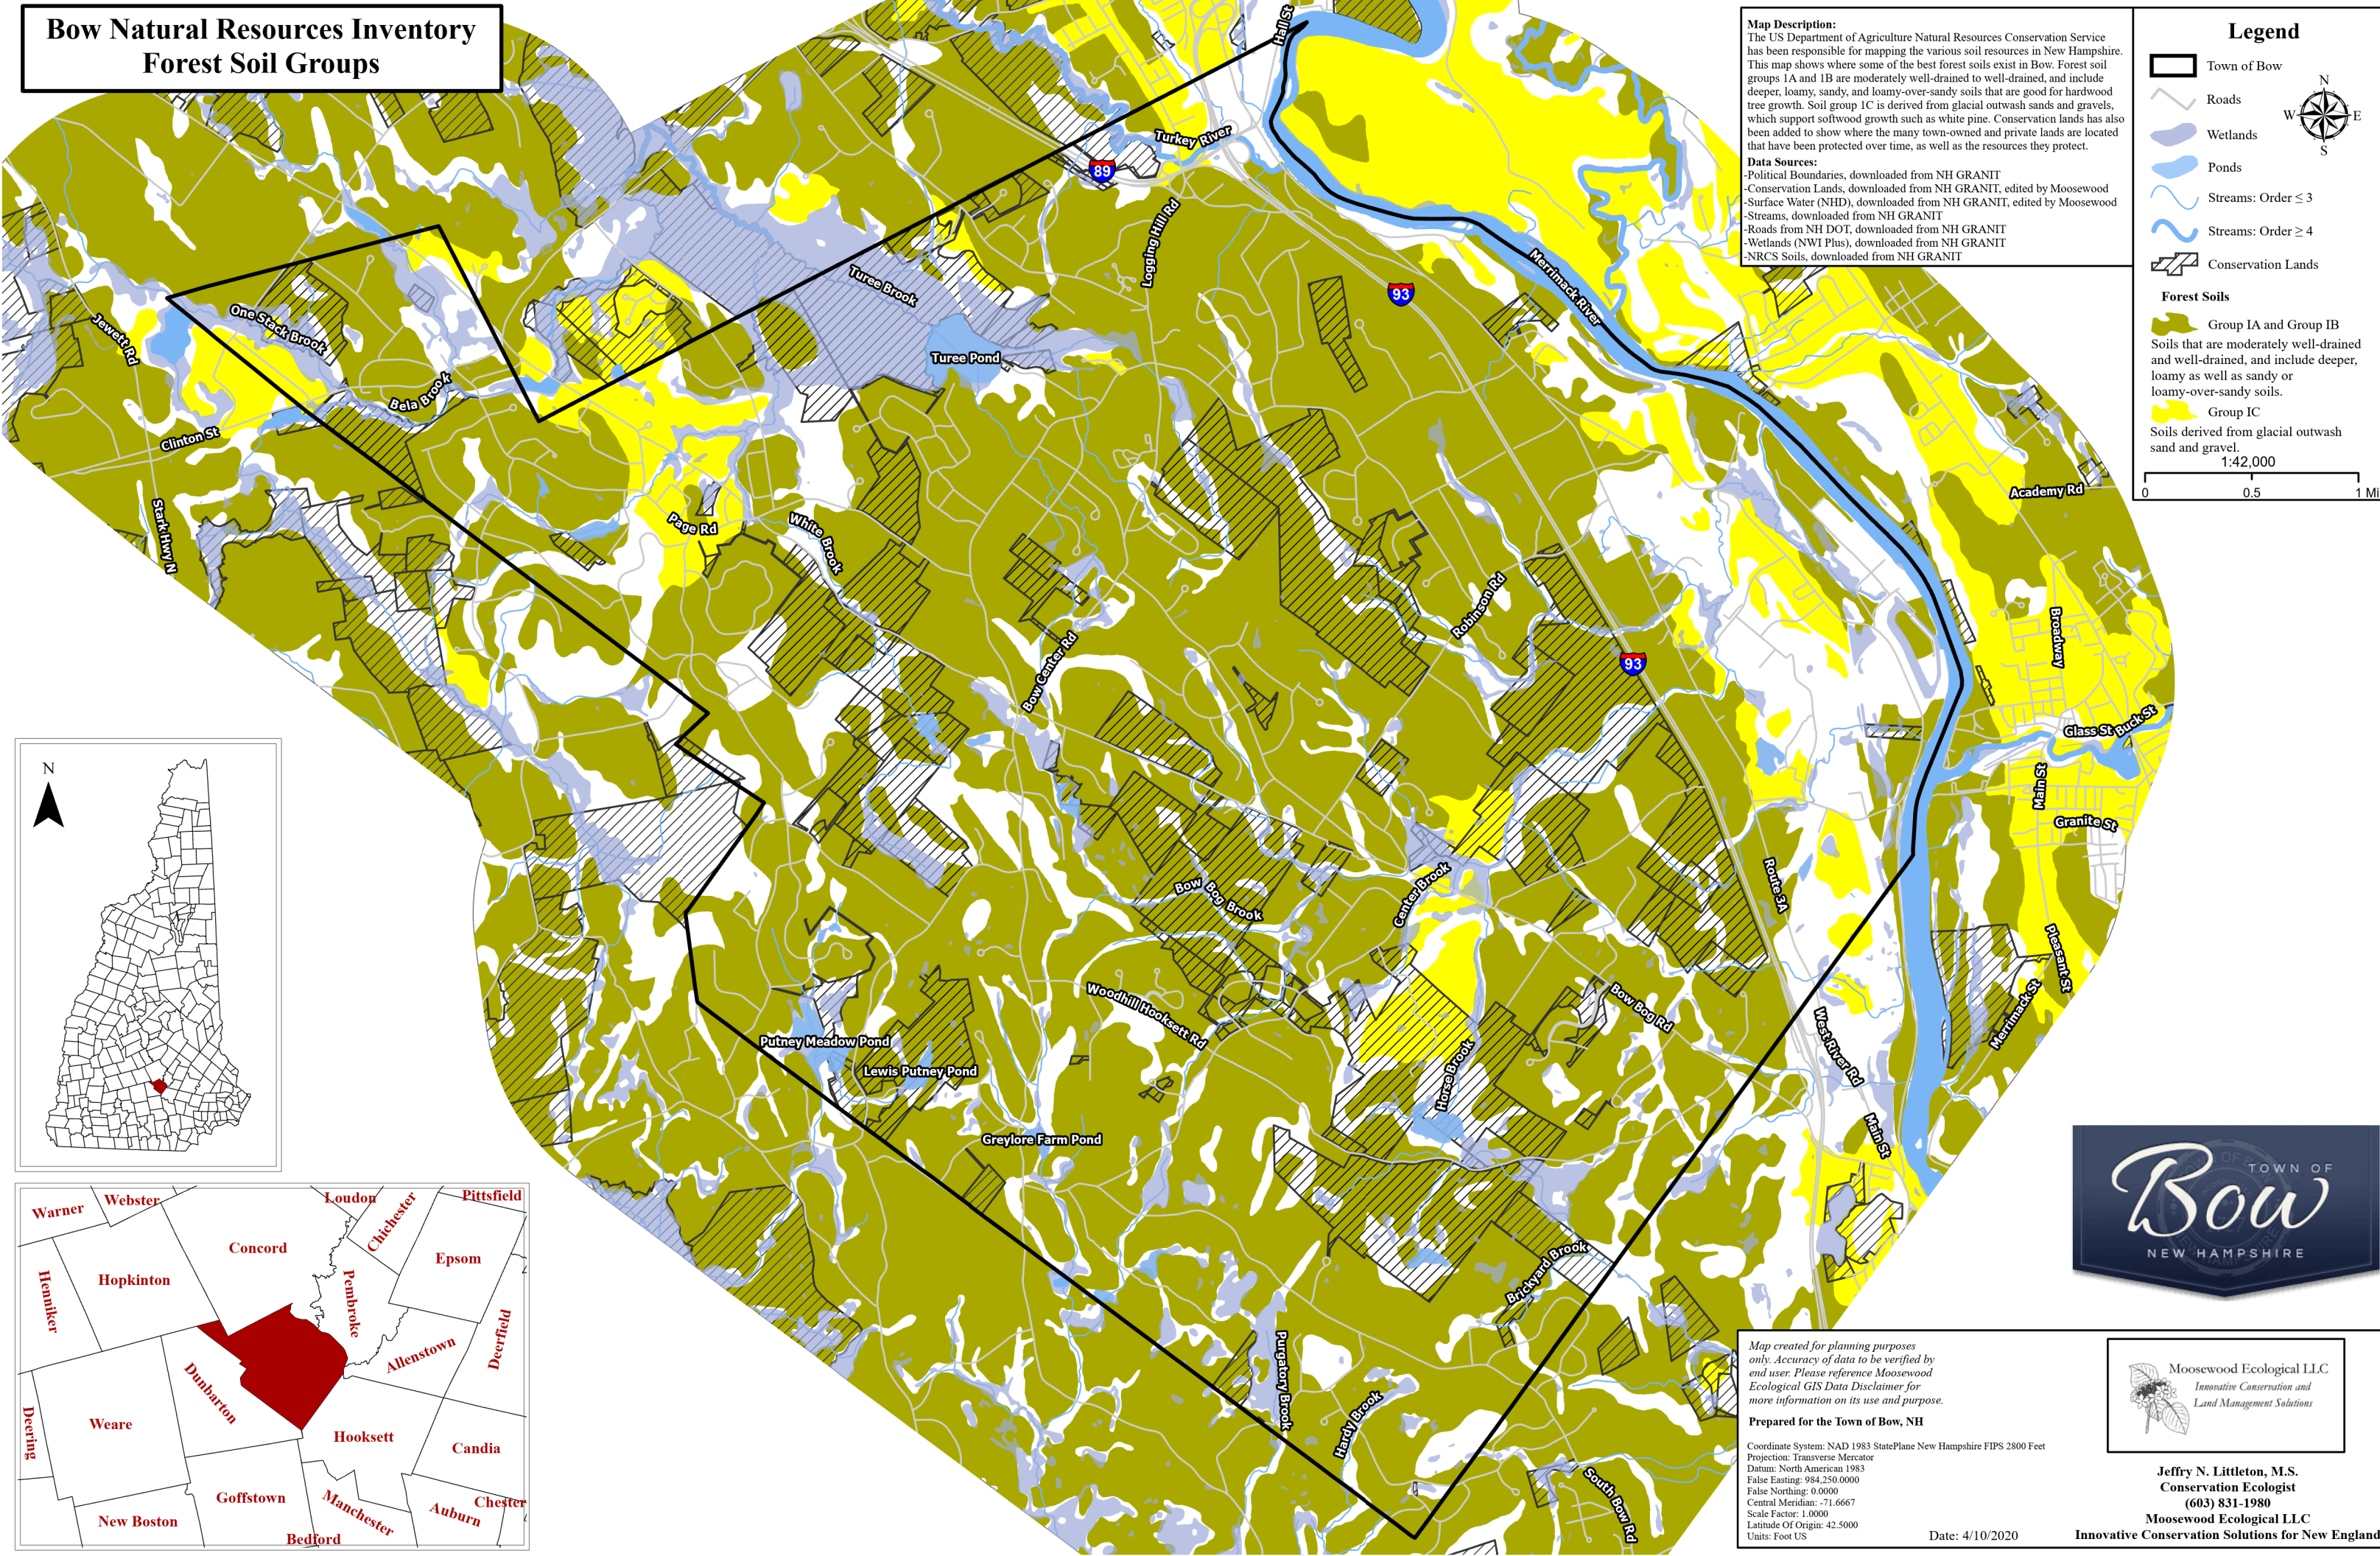 Bow Natural Resources Inventory
Forest Soil Groups
Map Description:
The US Department of Agriculture Natural Resources Conservation Service
has been responsible for mapping the various soil resources in New Hampshire.
This map shows where some of the best forest soils exist in Bow. Forest soil
groups 1A and 1B are moderately well-drained to well-drained, and include
deeper, loamy, sandy, and loamy-over-sandy soils that are good for hardwood
tree growth. Soil group 1C is derived from glacial outwash sands and gravels,
which support softwood growth such as white pine. Conservation lands has also
been added to show where the many town-owned and private lands are located
that have been protected over time, as well as the resources they protect.
Data Sources:
-Political Boundaries, downloaded from NH GRANIT
-Conservation Lands, downloaded from NH GRANIT, edited by Moosewood
-Surface Water (NHD), downloaded from NH GRANIT, edited by Moosewood
-Streams, downloaded from NH GRANIT
-Roads from NH DOT, downloaded from NH GRANIT
-Wetlands (NWI Plus), downloaded from NH GRANIT
-NRCS Soils, downloaded from NH GRANIT
Legend
Town of Bow
Roads
Wetlands
Ponds
Streams: Order ≤ 3
Streams: Order ≥ 4
Conservation Lands
N
W
E
S
Forest Soils
Group IA and Group IB
Soils that are moderately well-drained
and well-drained, and include deeper,
loamy as well as sandy or
loamy-over-sandy soils.
Group IC
Soils derived from glacial outwash
sand and gravel.
1:42,000
0 0.5 1 Mi
Hall St
Turkey River
89
Logging Hill Rd
93
Merrimack River
Turee Brook
Turee Pond
One Stack Brook
Jewett Rd
Bela Brook
Clinton St
Stark Hwy N
Page Rd
White Brook
Bow Center Rd
Robinson Rd
93
Academy Rd
Broadway
Glass St
Buck St
Main St
Granite St
Route 3A
Center Brook
Bow Bog Brook
Woodhill Hooksett Rd
Bow Bog Rd
Pleasant St
Merrimack St
West River Rd
Putney Meadow Pond
Lewis Putney Pond
Horse Brook
Greylore Farm Pond
Main St
Brickyard Brook
Purgatory Brook
Hardy Brook
South Bow Rd
N
Warner
Webster
Loudon
Chichester
Pittsfield
Concord
Epsom
Hopkinton
Henniker
Pembroke
Deerfield
Allenstown
Dunbarton
Deering
Weare
Hooksett
Candia
Goffstown
Manchester
Auburn
Chester
New Boston
Bedford
TOWN OF
Bow
NEW HAMPSHIRE
Map created for planning purposes
only. Accuracy of data to be verified by
end user. Please reference Moosewood
Ecological GIS Data Disclaimer for
more information on its use and purpose.
Prepared for the Town of Bow, NH
Coordinate System: NAD 1983 StatePlane New Hampshire FIPS 2800 Feet
Projection: Transverse Mercator
Datum: North American 1983
False Easting: 984,250.0000
False Northing: 0.0000
Central Meridian: -71.6667
Scale Factor: 1.0000
Latitude Of Origin: 42.5000
Units: Foot US
Date: 4/10/2020
Moosewood Ecological LLC
Innovative Conservation and
Land Management Solutions
Jeffry N. Littleton, M.S.
Conservation Ecologist
(603) 831-1980
Moosewood Ecological LLC
Innovative Conservation Solutions for New England